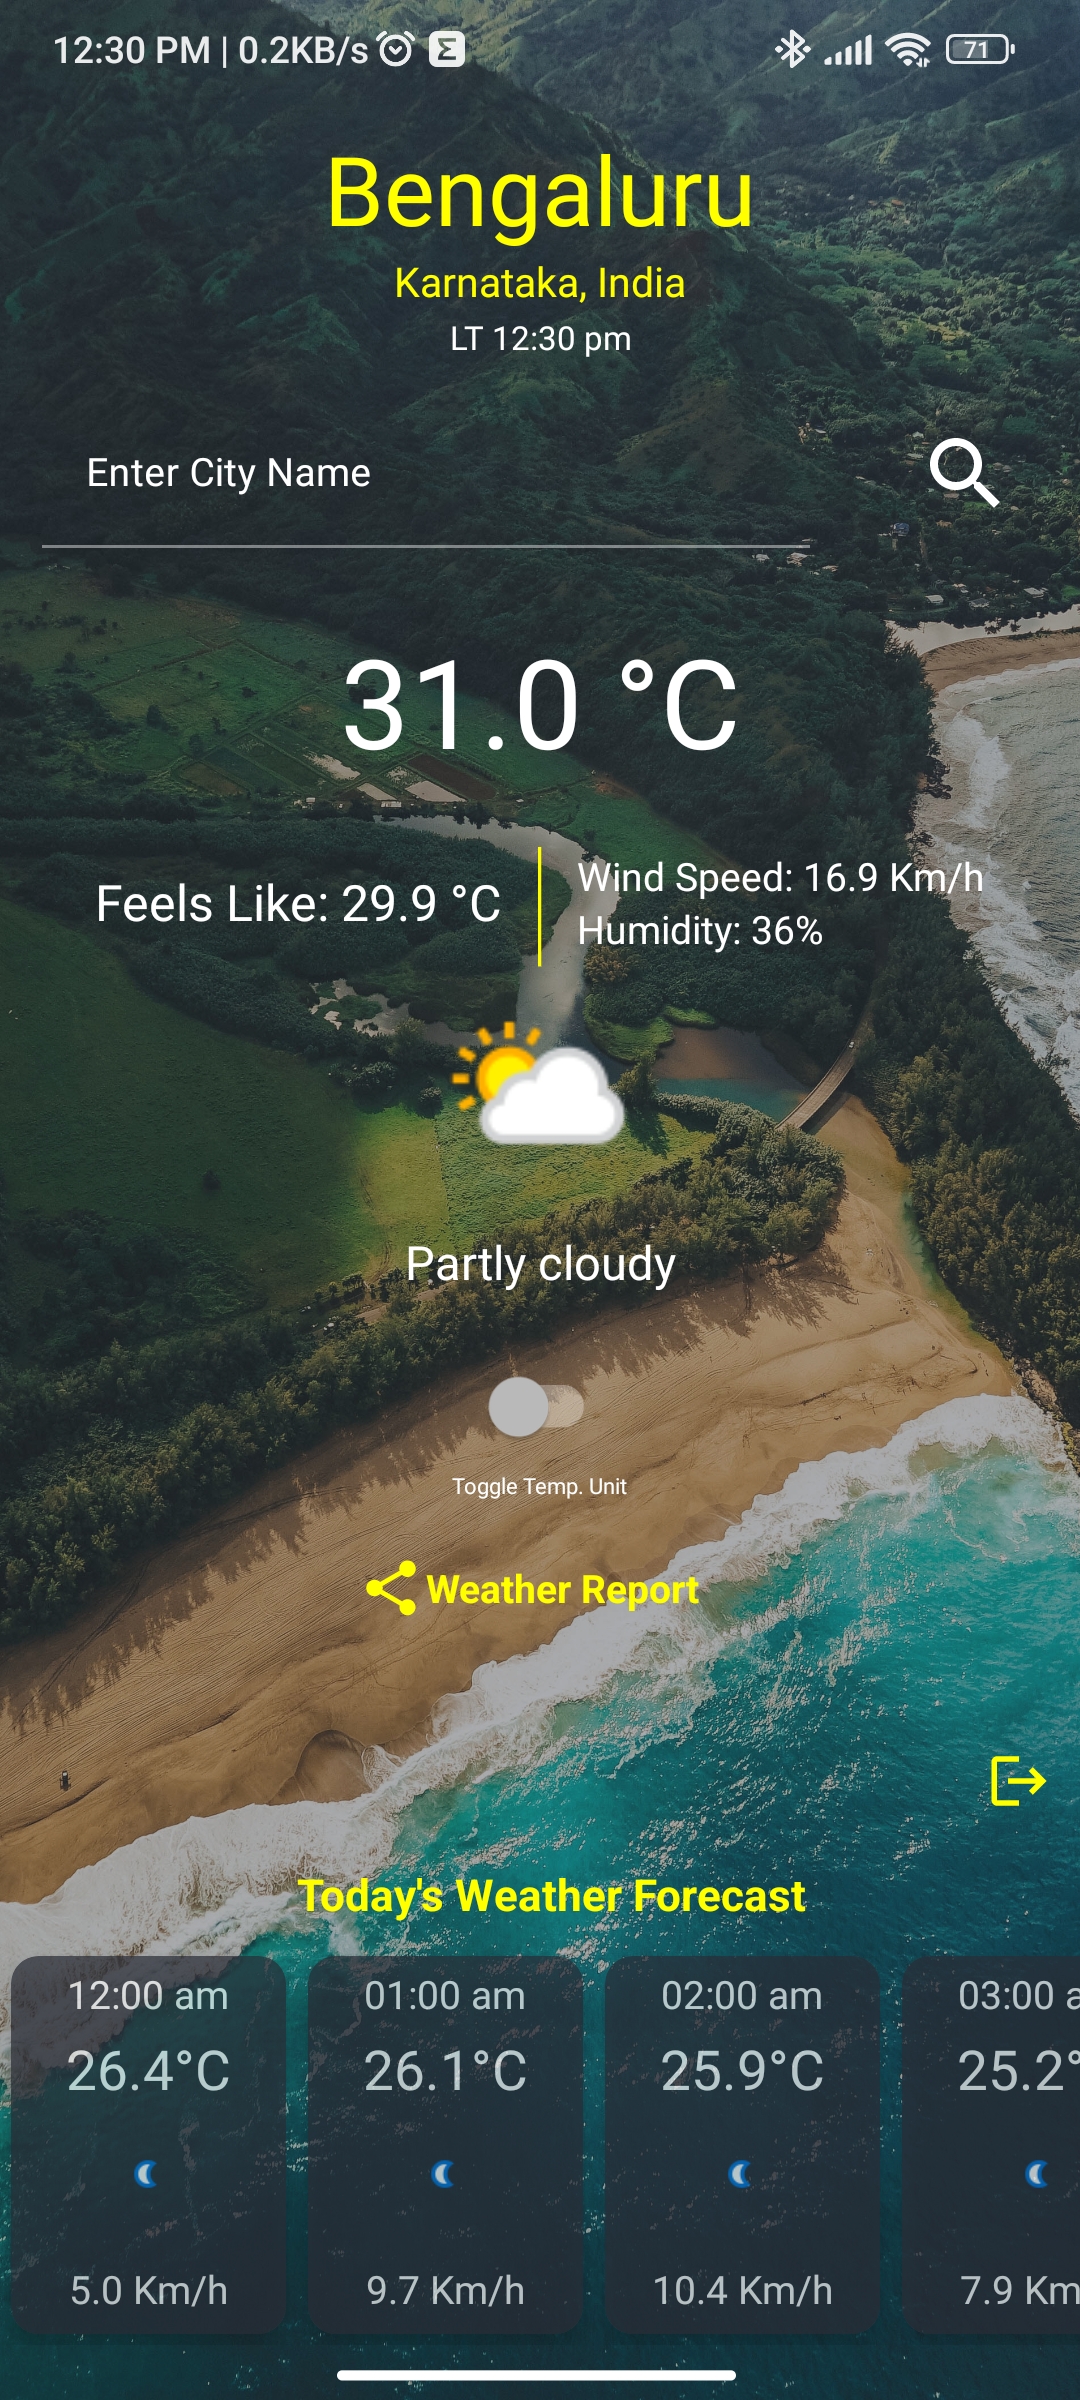 12:30 PM | 0.2KB/s Σ 71
Bengaluru
Karnataka, India
LT 12:30 pm
Enter City Name
31.0 °C
Feels Like: 29.9 °C
Wind Speed: 16.9 Km/h
Humidity: 36%
Partly cloudy
Toggle Temp. Unit
Weather Report
Today's Weather Forecast
12:00 am 01:00 am 02:00 am 03:00 a
26.4°C 26.1°C 25.9°C 25.2°
5.0 Km/h 9.7 Km/h 10.4 Km/h 7.9 Km